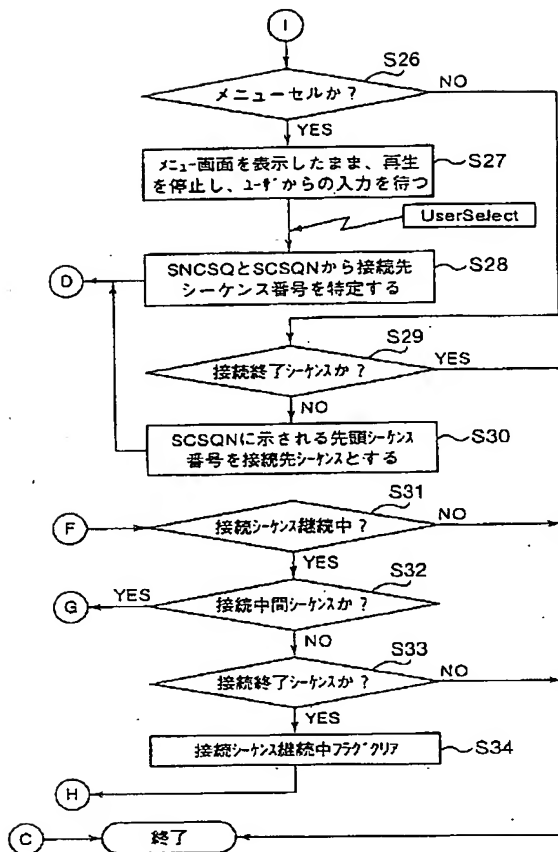 I
S26
メニューセルか？
NO
YES
メニュー画面を表示したまま、再生
を停止し、ユーザからの入力を待つ
S27
UserSelect
SNCSQとSCSQNから接続先
シーケンス番号を特定する
S28
D
S29
接続終了シーケンスか？
YES
NO
SCSQNに示される先頭シーケンス
番号を接続先シーケンスとする
S30
S31
F
接続シーケンス継続中？
NO
YES
S32
G
YES
接続中間シーケンスか？
NO
S33
接続終了シーケンスか？
NO
YES
接続シーケンス継続中フラグクリア
S34
H
C
終了